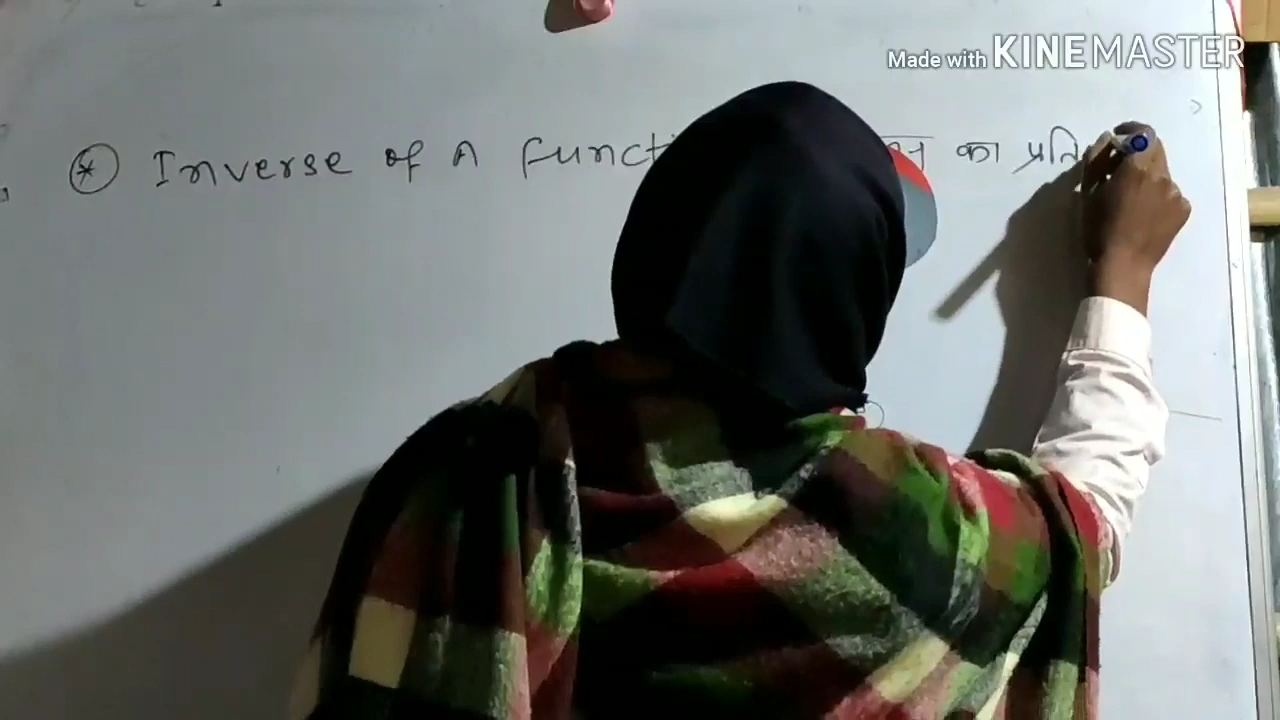 Made with KINEMASTER
* Inverse of A functi का प्रति